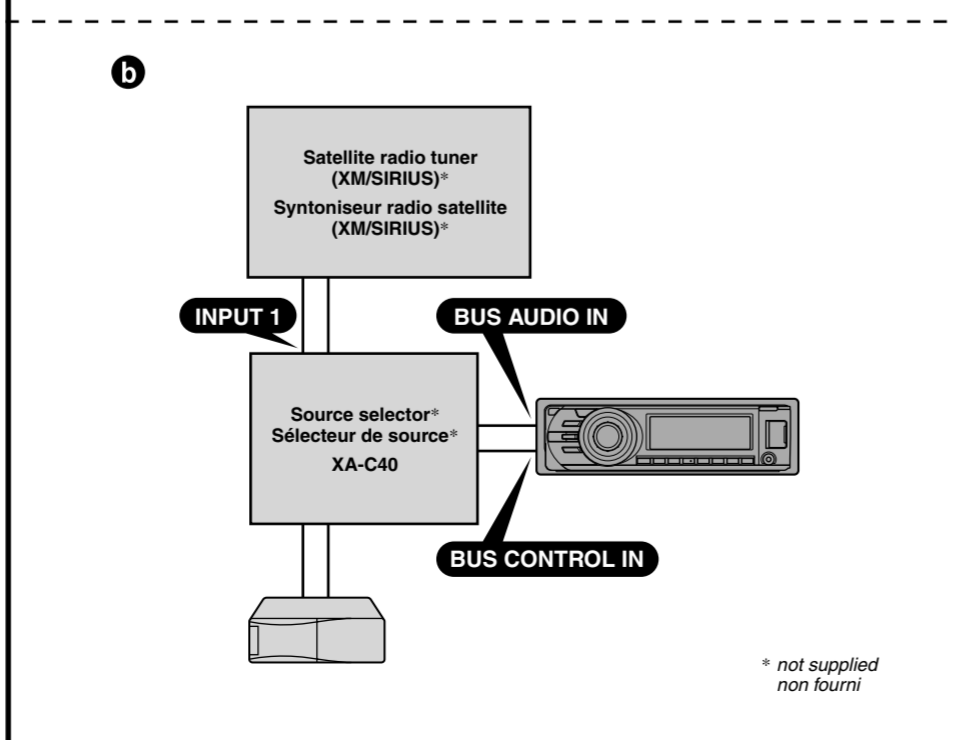 b
Satellite radio tuner
(XM/SIRIUS)*
Syntoniseur radio satellite
(XM/SIRIUS)*
INPUT 1
BUS AUDIO IN
Source selector*
Sélecteur de source*
XA-C40
BUS CONTROL IN
* not supplied
non fourni